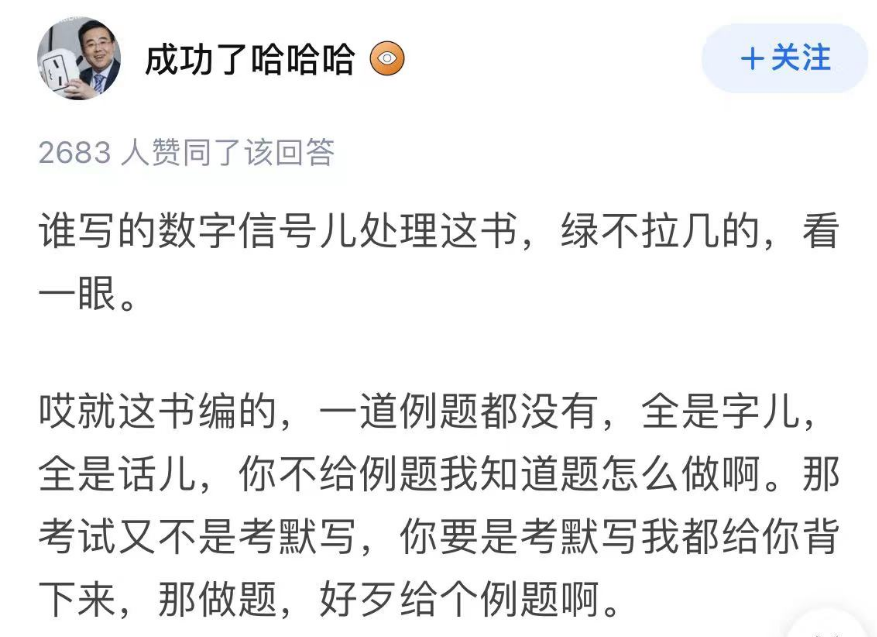 成功了哈哈哈
＋关注
2683 人赞同了该回答
谁写的数字信号儿处理这书，绿不拉几的，看
一眼。
哎就这书编的，一道例题都没有，全是字儿，
全是话儿，你不给例题我知道题怎么做啊。那
考试又不是考默写，你要是考默写我都给你背
下来，那做题，好歹给个例题啊。